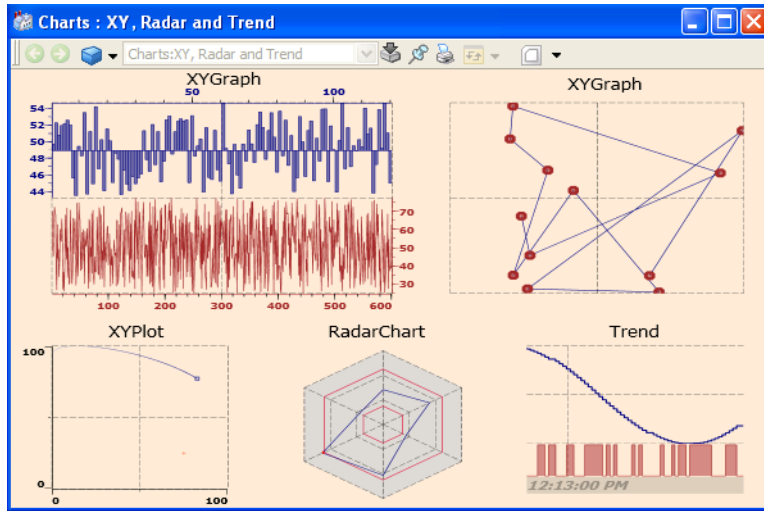 Charts : XY, Radar and Trend
Charts:XY, Radar and Trend
XYGraph
50 100
54
52
50
48
46
44
70
60
50
40
30
100 200 300 400 500 600
XYGraph
XYPlot
100
0
0 100
RadarChart
Trend
12:13:00 PM